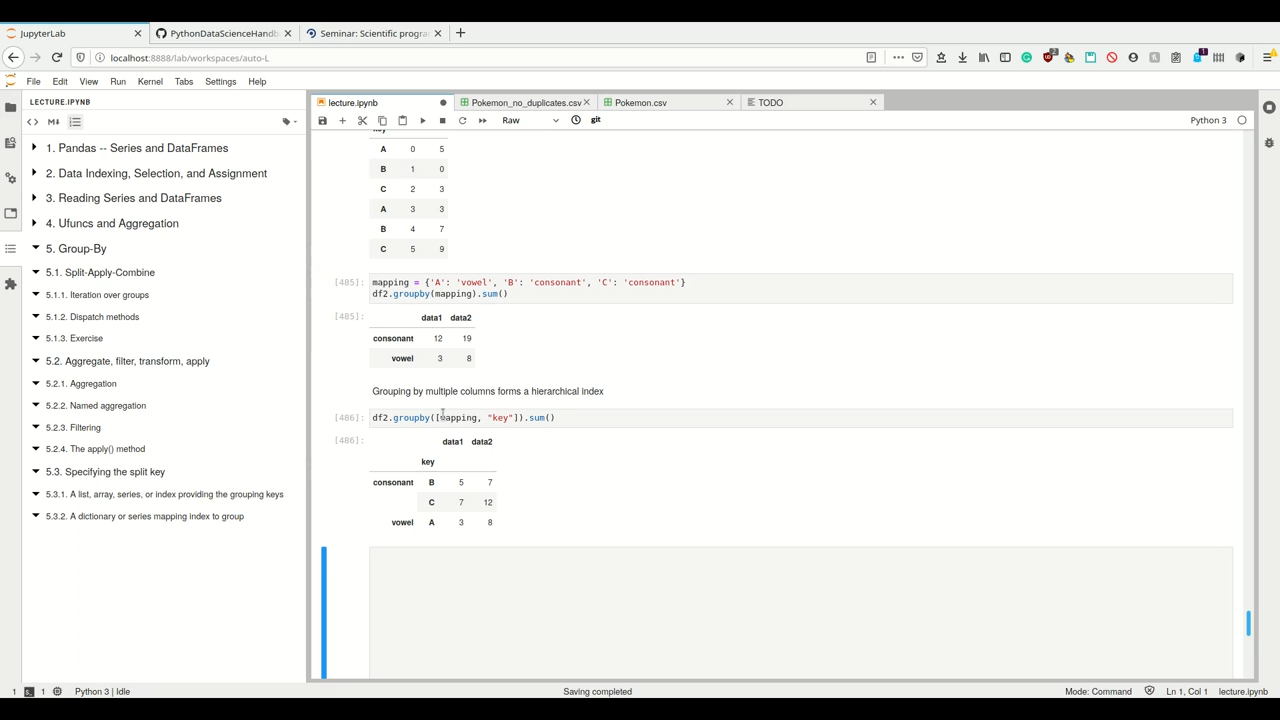 JupyterLab
PythonDataScienceHandb
Seminar: Scientific progra
localhost:8888/lab/workspaces/auto-L
2
1
File Edit View Run Kernel Tabs Settings Help
LECTURE.IPYNB
lecture.ipynb
Pokemon_no_duplicates.csv
Pokemon.csv
TODO
M↓
Raw
git
Python 3
1. Pandas -- Series and DataFrames
2. Data Indexing, Selection, and Assignment
3. Reading Series and DataFrames
4. Ufuncs and Aggregation
5. Group-By
5.1. Split-Apply-Combine
5.1.1. Iteration over groups
5.1.2. Dispatch methods
5.1.3. Exercise
5.2. Aggregate, filter, transform, apply
5.2.1. Aggregation
5.2.2. Named aggregation
5.2.3. Filtering
5.2.4. The apply() method
5.3. Specifying the split key
5.3.1. A list, array, series, or index providing the grouping keys
5.3.2. A dictionary or series mapping index to group
key
A 0 5
B 1 0
C 2 3
A 3 3
B 4 7
C 5 9
[485]:
mapping = {'A': 'vowel', 'B': 'consonant', 'C': 'consonant'}
df2.groupby(mapping).sum()
[485]:
data1 data2
consonant 12 19
vowel 3 8
Grouping by multiple columns forms a hierarchical index
[486]:
df2.groupby([mapping, "key"]).sum()
[486]:
data1 data2
key
consonant B 5 7
C 7 12
vowel A 3 8
1 1 Python 3 | Idle
Saving completed
Mode: Command
Ln 1, Col 1
lecture.ipynb